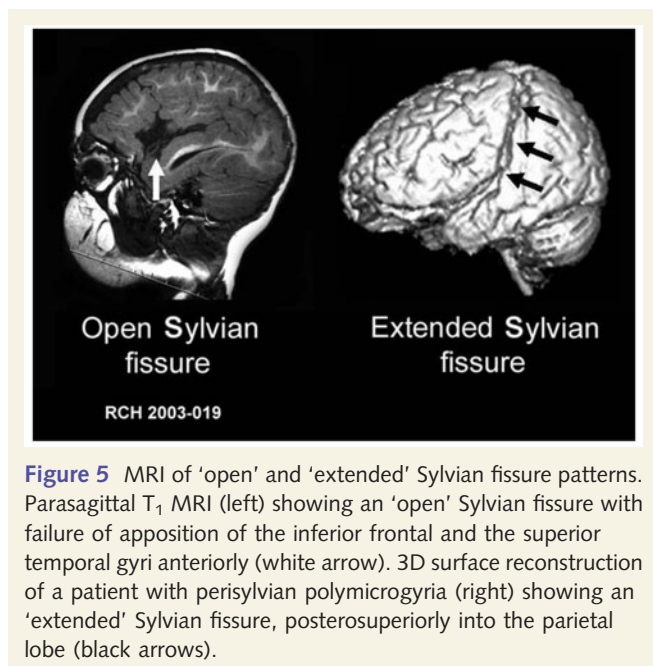 Open Sylvian
fissure
Extended Sylvian
fissure
RCH 2003-019
Figure 5 MRI of ‘open’ and ‘extended’ Sylvian fissure patterns.
Parasagittal T₁ MRI (left) showing an ‘open’ Sylvian fissure with
failure of apposition of the inferior frontal and the superior
temporal gyri anteriorly (white arrow). 3D surface reconstruction
of a patient with perisylvian polymicrogyria (right) showing an
‘extended’ Sylvian fissure, posterosuperiorly into the parietal
lobe (black arrows).